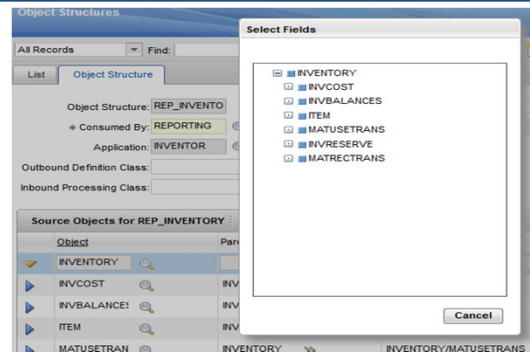 Object Structures
Select Fields
All Records Find:
List Object Structure
INVENTORY
INVCOST
INVBALANCES
ITEM
MATUSETRANS
INVRESERVE
MATRECTRANS
Object Structure: REP_INVENTO
Consumed By: REPORTING
Application: INVENTOR
Outbound Definition Class:
Inbound Processing Class:
Source Objects for REP_INVENTORY
Object Pare
INVENTORY
INVCOST INV
INVBALANCES INV
ITEM INV
MATUSETRAN INVENTORY INVENTORY/MATUSETRANS
Cancel